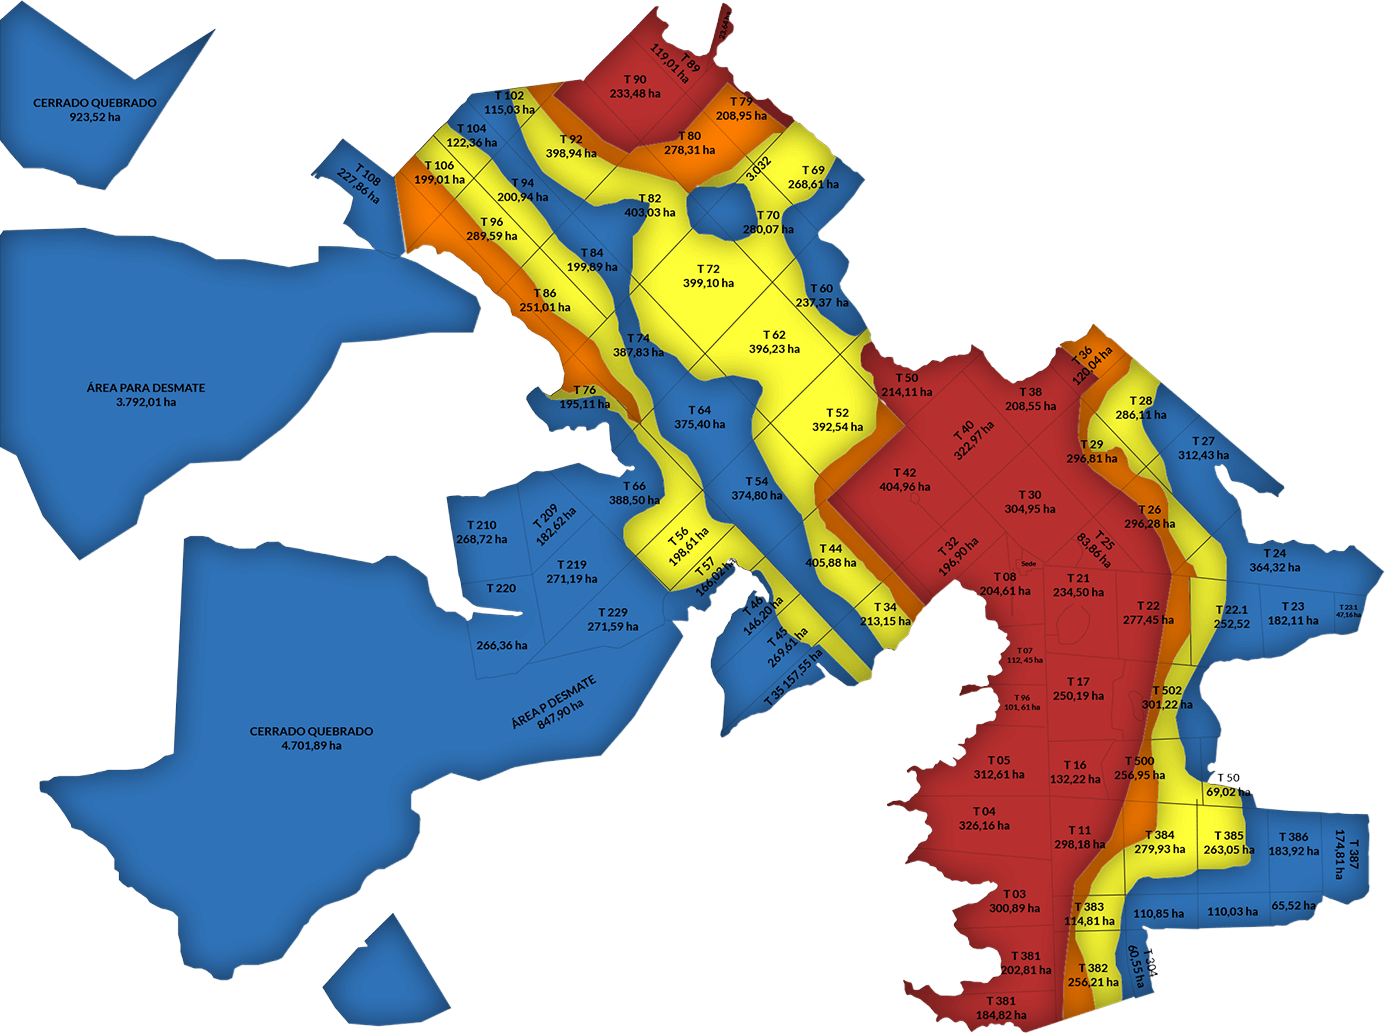 CERRADO QUEBRADO
923,52 ha
T 108
227,86 ha
T 102
115,03 ha
T 104
122,36 ha
T 106
199,01 ha
T 92
398,94 ha
T 90
233,48 ha
T 89
119,01 ha
T 79
208,95 ha
T 80
278,31 ha
3.032
T 69
268,61 ha
T 94
200,94 ha
T 82
403,03 ha
T 70
280,07 ha
T 96
289,59 ha
T 84
199,89 ha
T 72
399,10 ha
T 60
237,37 ha
T 86
251,01 ha
T 74
387,83 ha
T 62
396,23 ha
ÁREA PARA DESMATE
3.792,01 ha
T 76
195,11 ha
T 64
375,40 ha
T 52
392,54 ha
T 50
214,11 ha
T 40
322,97 ha
T 38
208,55 ha
T 36
120,04 ha
T 28
286,11 ha
T 29
296,81 ha
T 27
312,43 ha
T 66
388,50 ha
T 54
374,80 ha
T 42
404,96 ha
T 30
304,95 ha
T 26
296,28 ha
T 210
268,72 ha
T 209
182,62 ha
T 56
198,61 ha
T 57
166,02 ha
T 44
405,88 ha
T 32
196,90 ha
T 25
83,86 ha
T 24
364,32 ha
T 219
271,19 ha
T 220
Sede
T 08
204,61 ha
T 21
234,50 ha
T 22
277,45 ha
T 22.1
252,52
T 23
182,11 ha
T 23.1
47,16 ha
T 229
271,59 ha
266,36 ha
T 46
146,20 ha
T 45
269,61 ha
T 35 157,55 ha
T 34
213,15 ha
T 07
112,45 ha
T 96
101,61 ha
T 17
250,19 ha
T 502
301,22 ha
ÁREA P DESMATE
847,90 ha
CERRADO QUEBRADO
4.701,89 ha
T 05
312,61 ha
T 16
132,22 ha
T 500
256,95 ha
T 50
69,02 ha
T 04
326,16 ha
T 11
298,18 ha
T 384
279,93 ha
T 385
263,05 ha
T 386
183,92 ha
T 387
174,81 ha
T 03
300,89 ha
T 383
114,81 ha
110,85 ha
110,03 ha
65,52 ha
T 381
202,81 ha
T 382
256,21 ha
T 304
60,55 ha
T 381
184,82 ha